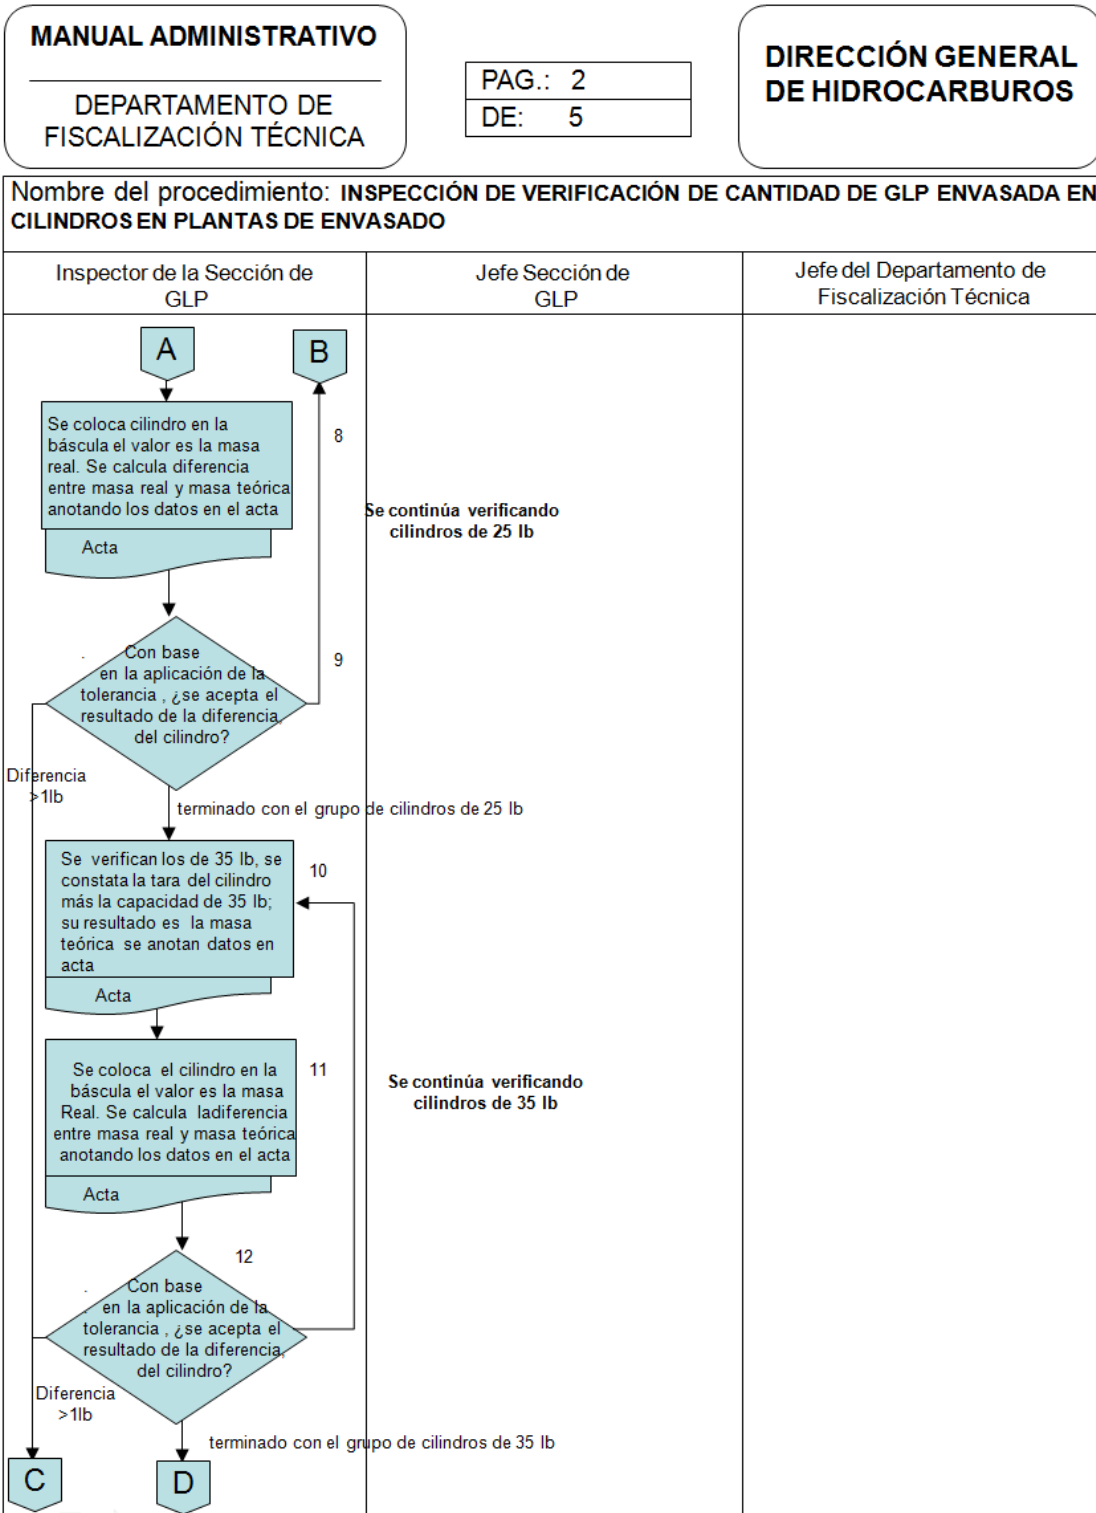 MANUAL ADMINISTRATIVO
DEPARTAMENTO DE
FISCALIZACIÓN TÉCNICA
PAG.: 2
DE: 5
DIRECCIÓN GENERAL
DE HIDROCARBUROS
Nombre del procedimiento: INSPECCIÓN DE VERIFICACIÓN DE CANTIDAD DE GLP ENVASADA EN
CILINDROS EN PLANTAS DE ENVASADO
Inspector de la Sección de
GLP
Jefe Sección de
GLP
Jefe del Departamento de
Fiscalización Técnica
A
B
Se coloca cilindro en la
báscula el valor es la masa
real. Se calcula diferencia
entre masa real y masa teórica
anotando los datos en el acta
8
Acta
Se continúa verificando
cilindros de 25 lb
. Con base
en la aplicación de la
tolerancia , ¿se acepta el
resultado de la diferencia,
del cilindro?
9
Diferencia
>1lb
terminado con el grupo de cilindros de 25 lb
Se verifican los de 35 lb, se
constata la tara del cilindro
más la capacidad de 35 lb;
su resultado es la masa
teórica se anotan datos en
acta
10
Acta
Se coloca el cilindro en la
báscula el valor es la masa
Real. Se calcula ladiferencia
entre masa real y masa teórica
anotando los datos en el acta
11
Acta
Se continúa verificando
cilindros de 35 lb
12
. Con base
. en la aplicación de la
tolerancia , ¿se acepta el
resultado de la diferencia,
del cilindro?
Diferencia
>1lb
terminado con el grupo de cilindros de 35 lb
C
D